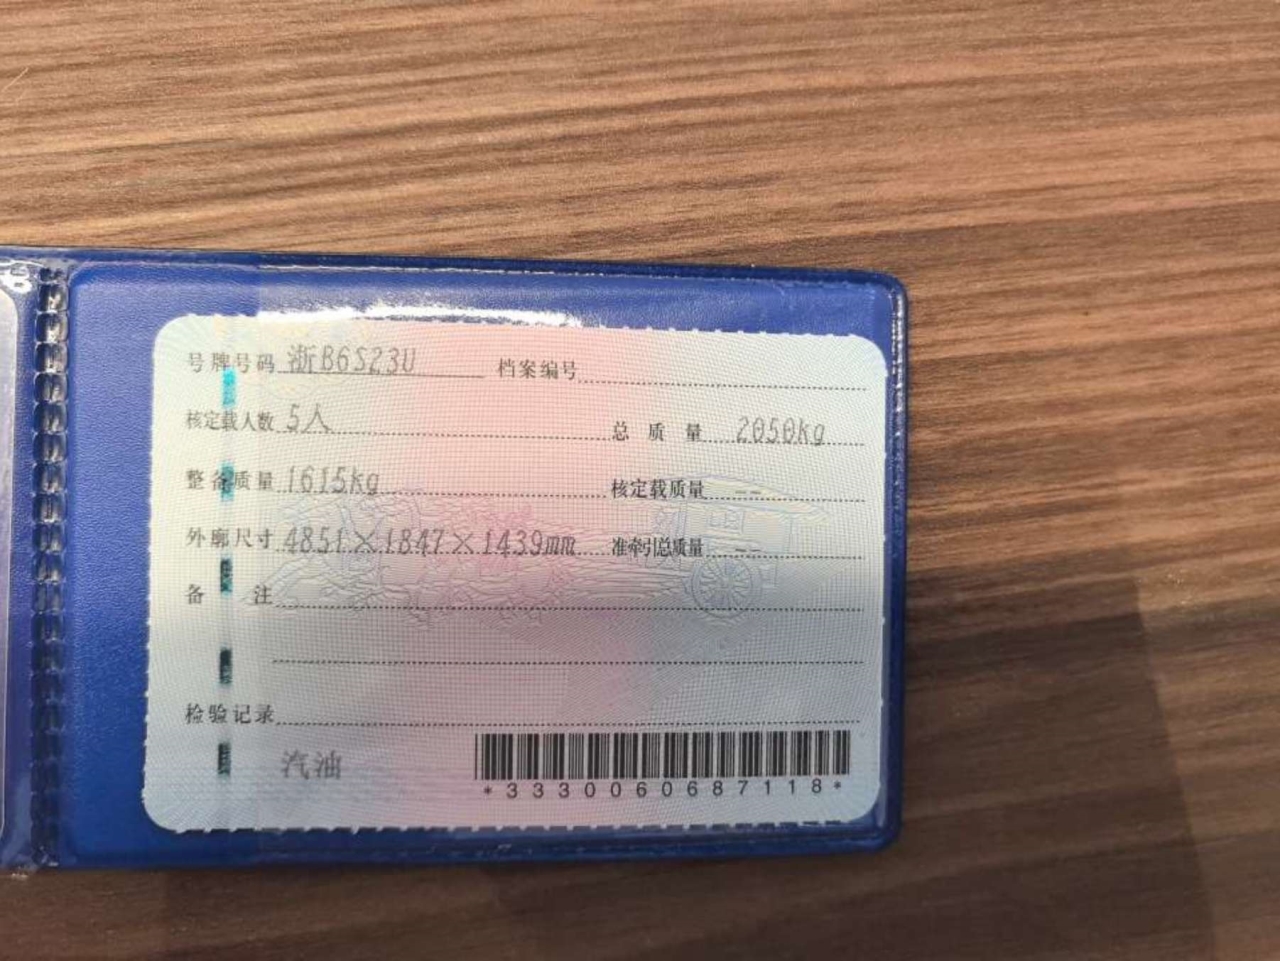 号牌号码 浙B6S23U 档案编号
核定载人数 5人 总质量 2050kg
整备质量 1615kg 核定载质量 --
外廓尺寸 4851×1847×1439mm 准牵引总质量 --
备注
检验记录
汽油
*3330060687118*